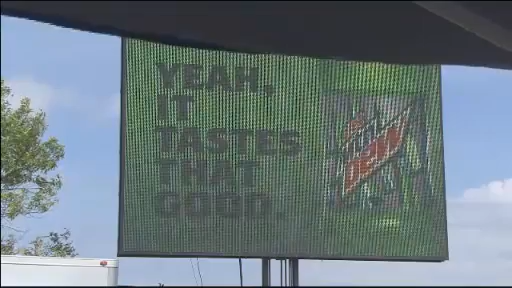 YEAH,
IT
TASTES
THAT
GOOD.
Mtn
DEW